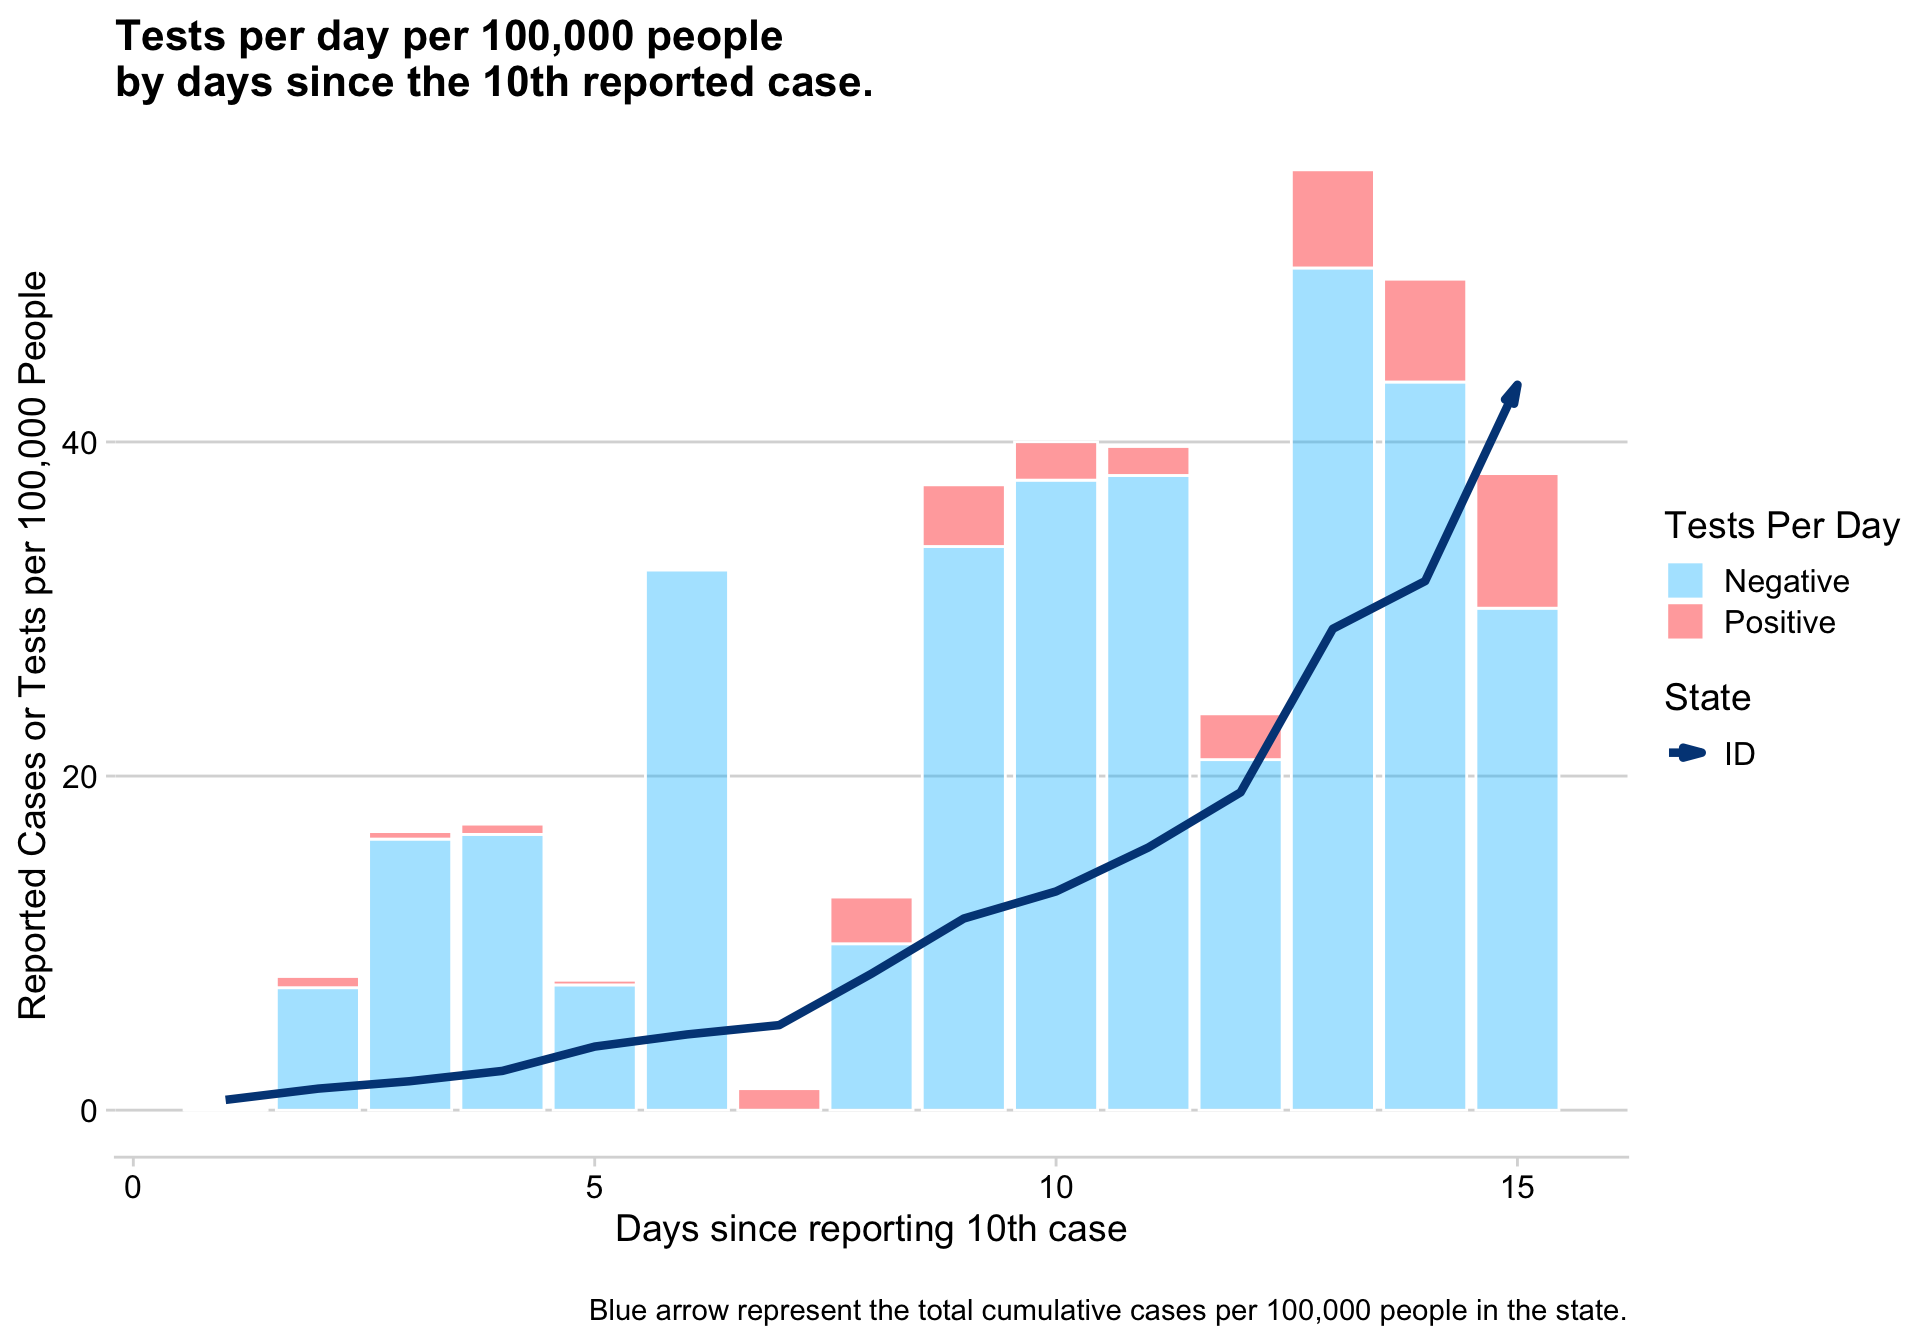 Tests per day per 100,000 people
by days since the 10th reported case.
Reported Cases or Tests per 100,000 People
40
20
0
0
5
10
15
Days since reporting 10th case
Tests Per Day
Negative
Positive
State
ID
Blue arrow represent the total cumulative cases per 100,000 people in the state.